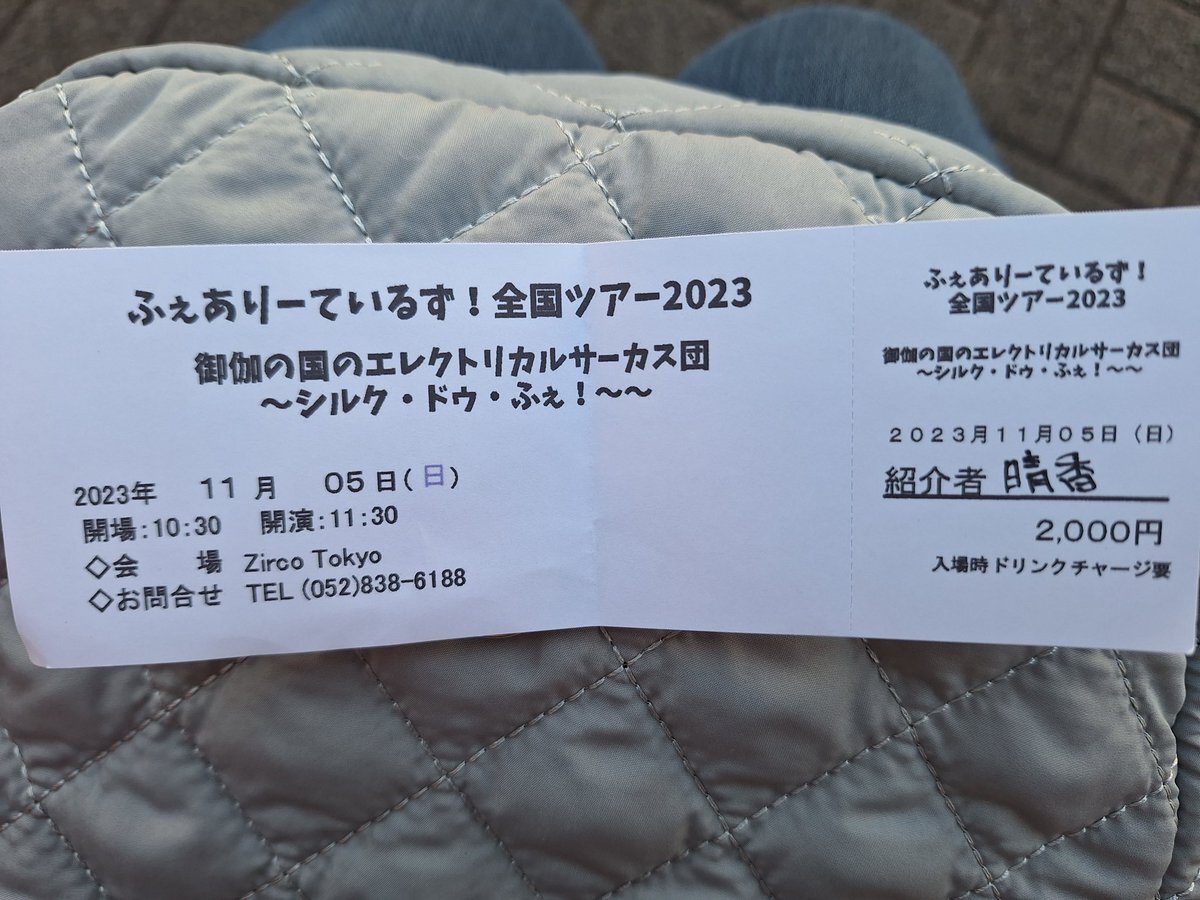 ふぇありーているず！全国ツアー2023
御伽の国のエレクトリカルサーカス団
～シルク・ドゥ・ふぇ！～～
2023年 11 月 05 日(日)
開場:10:30 開演:11:30
◇会 場 Zirco Tokyo
◇お問合せ TEL (052)838-6188
ふぇありーているず！
全国ツアー2023
御伽の国のエレクトリカルサーカス団
～シルク・ドゥ・ふぇ！～～
2023月11月05日（日）
紹介者 晴香
2,000円
入場時ドリンクチャージ要